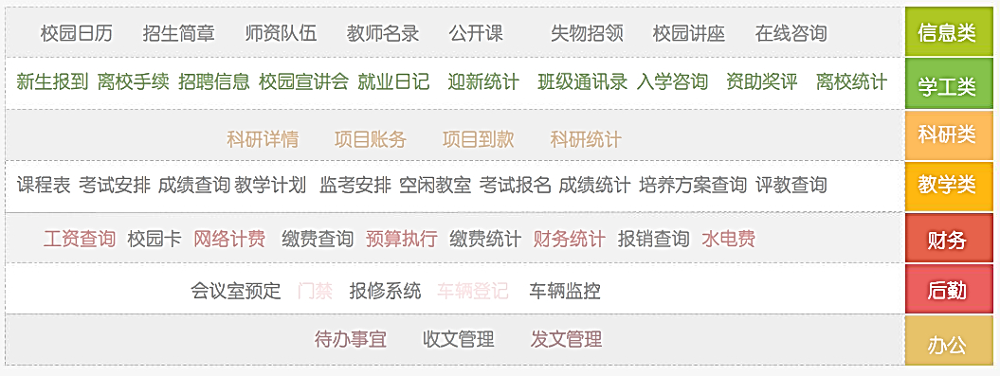 校园日历 招生简章 师资队伍 教师名录 公开课 失物招领 校园讲座 在线咨询 信息类
新生报到 离校手续 招聘信息 校园宣讲会 就业日记 迎新统计 班级通讯录 入学咨询 资助奖评 离校统计 学工类
科研详情 项目账务 项目到款 科研统计 科研类
课程表 考试安排 成绩查询 教学计划 监考安排 空闲教室 考试报名 成绩统计 培养方案查询 评教查询 教学类
工资查询 校园卡 网络计费 缴费查询 预算执行 缴费统计 财务统计 报销查询 水电费 财务
会议室预定 门禁 报修系统 车辆登记 车辆监控 后勤
待办事宜 收文管理 发文管理 办公